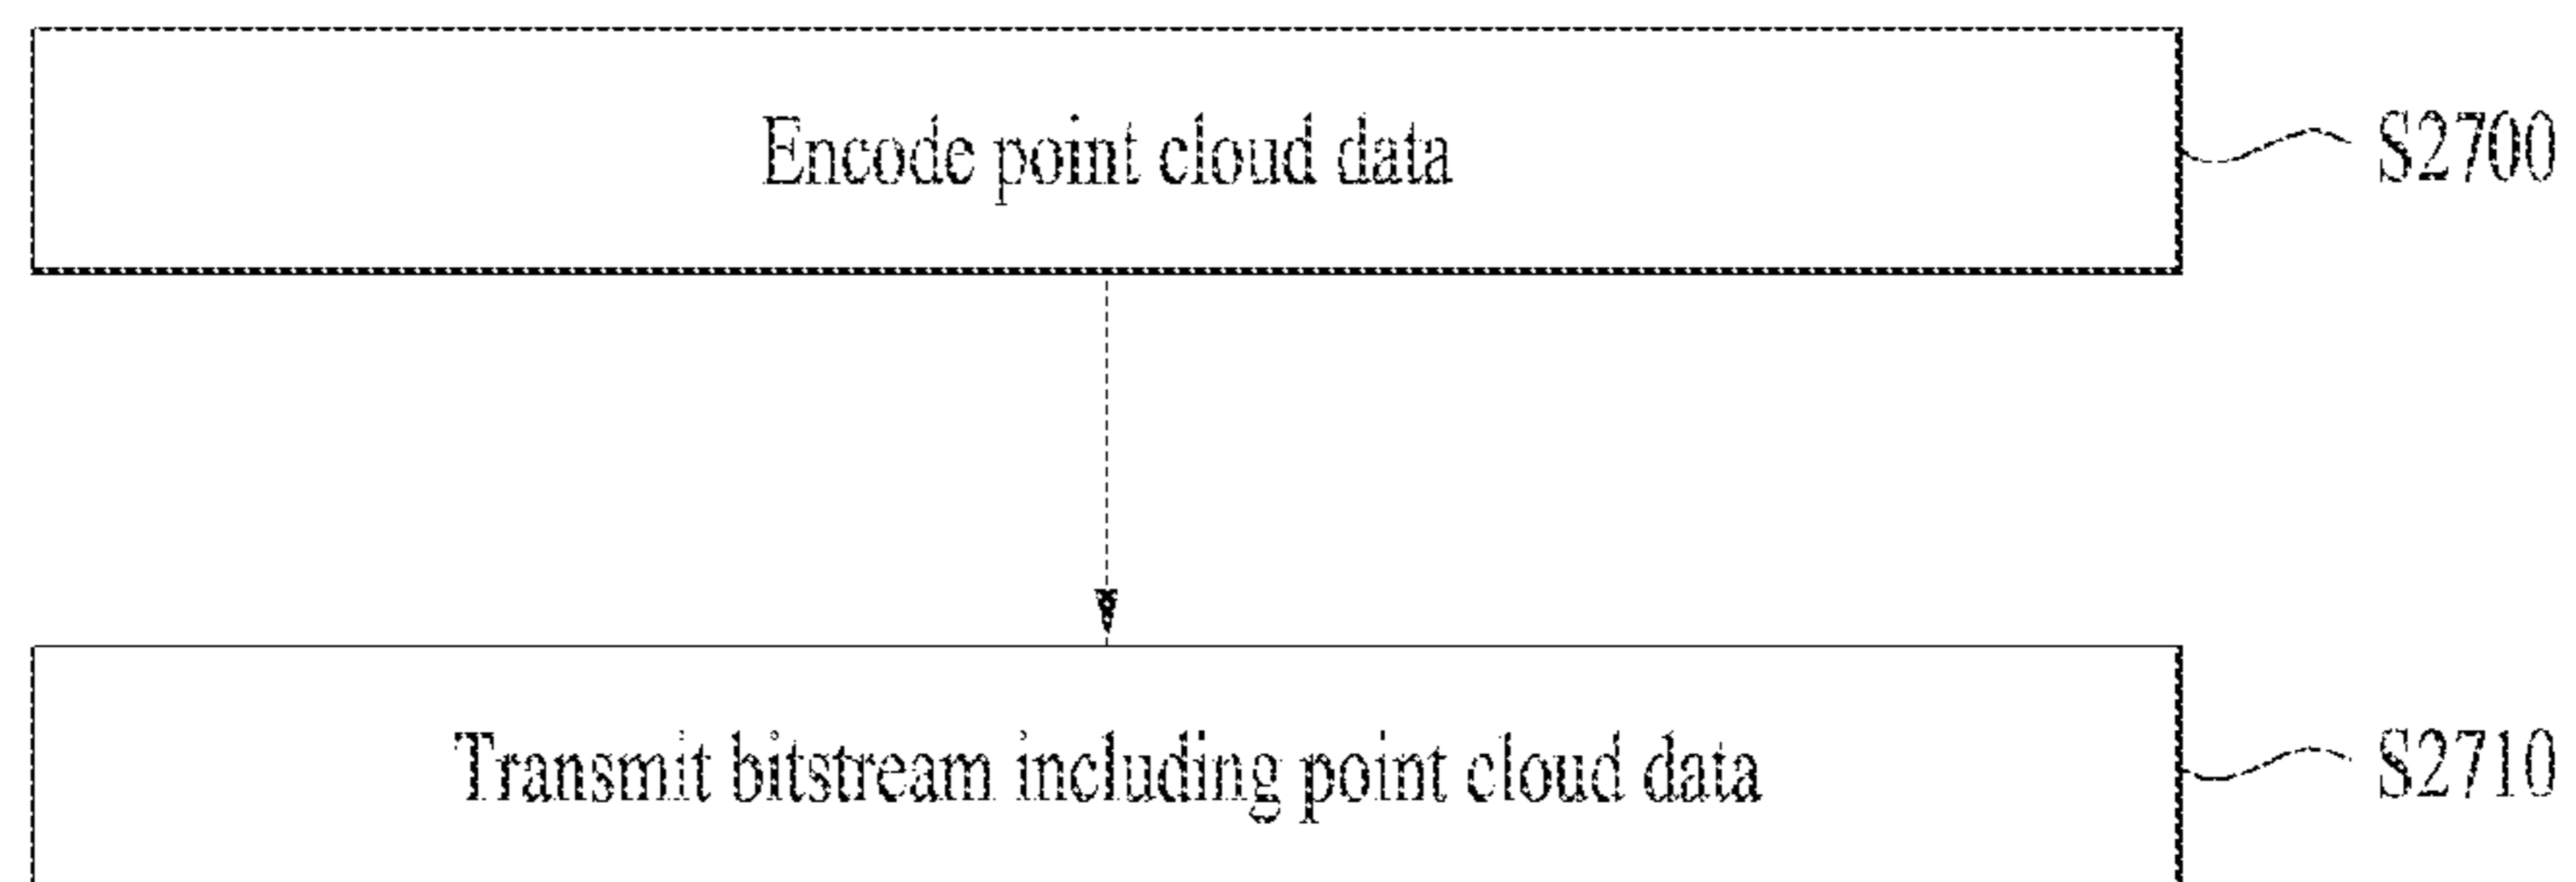 Encode point cloud data
S2700
Transmit bitstream including point cloud data
S2710